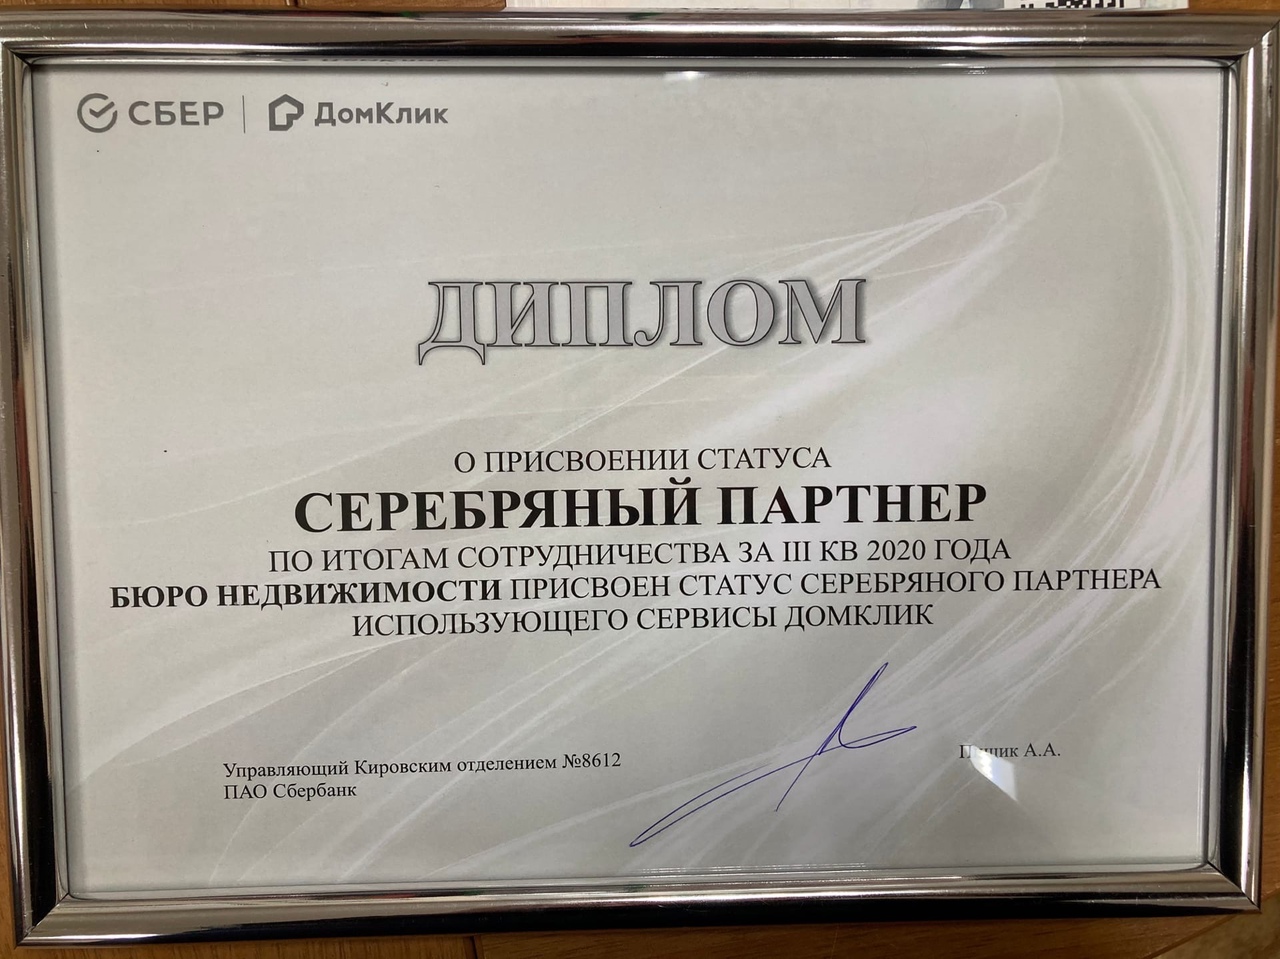 СБЕР | ДомКлик
ДИПЛОМ
О ПРИСВОЕНИИ СТАТУСА
СЕРЕБРЯНЫЙ ПАРТНЕР
ПО ИТОГАМ СОТРУДНИЧЕСТВА ЗА III КВ 2020 ГОДА
БЮРО НЕДВИЖИМОСТИ ПРИСВОЕН СТАТУС СЕРЕБРЯНОГО ПАРТНЕРА
ИСПОЛЬЗУЮЩЕГО СЕРВИСЫ ДОМКЛИК
Управляющий Кировским отделением №8612
ПАО Сбербанк
А.А.